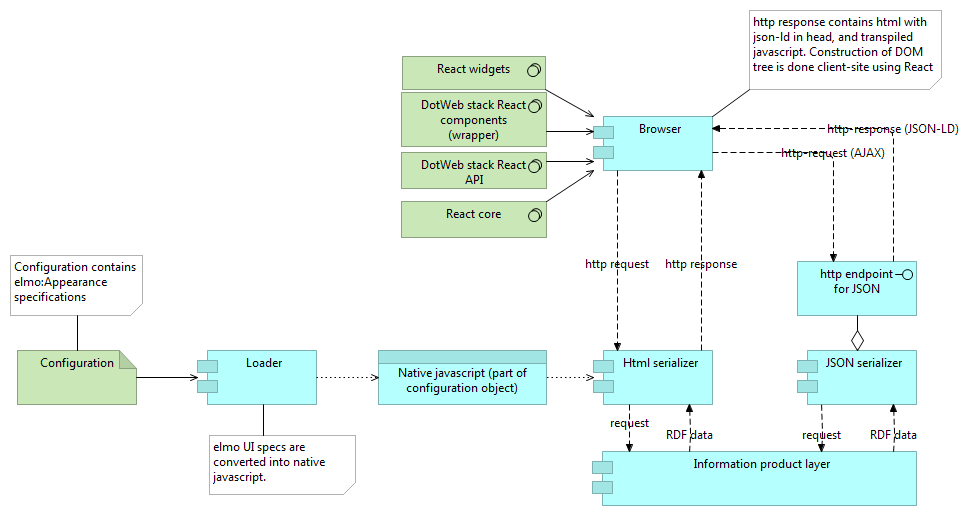 http response contains html with
json-ld in head, and transpiled
javascript. Construction of DOM
tree is done client-site using React
React widgets
DotWeb stack React
components
(wrapper)
DotWeb stack React
API
React core
Browser
http-response (JSON-LD)
http-request (AJAX)
http request
http response
http endpoint
for JSON
Configuration contains
elmo:Appearance
specifications
Configuration
Loader
Native javascript (part of
configuration object)
Html serializer
JSON serializer
elmo UI specs are
converted into native
javascript.
request
RDF data
request
RDF data
Information product layer